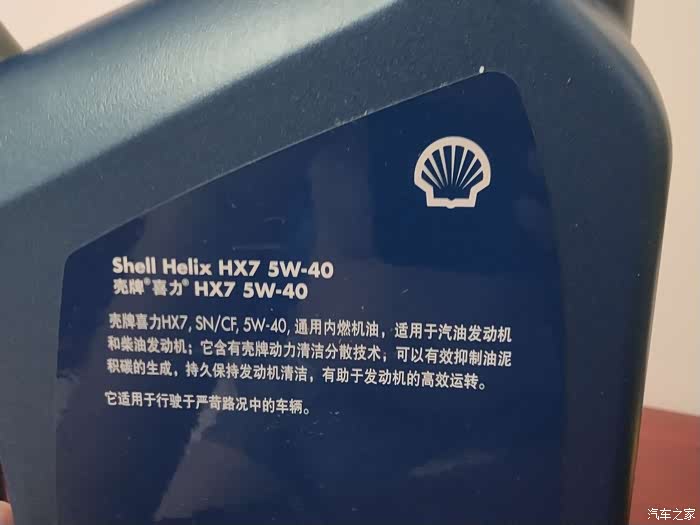 Shell Helix HX7 5W-40
壳牌®喜力® HX7 5W-40
壳牌喜力HX7, SN/CF, 5W-40, 通用内燃机油，适用于汽油发动机
和柴油发动机；它含有壳牌动力清洁分散技术；可以有效抑制油泥
积碳的生成，持久保持发动机清洁，有助于发动机的高效运转。
它适用于行驶于严苛路况中的车辆。
汽车之家